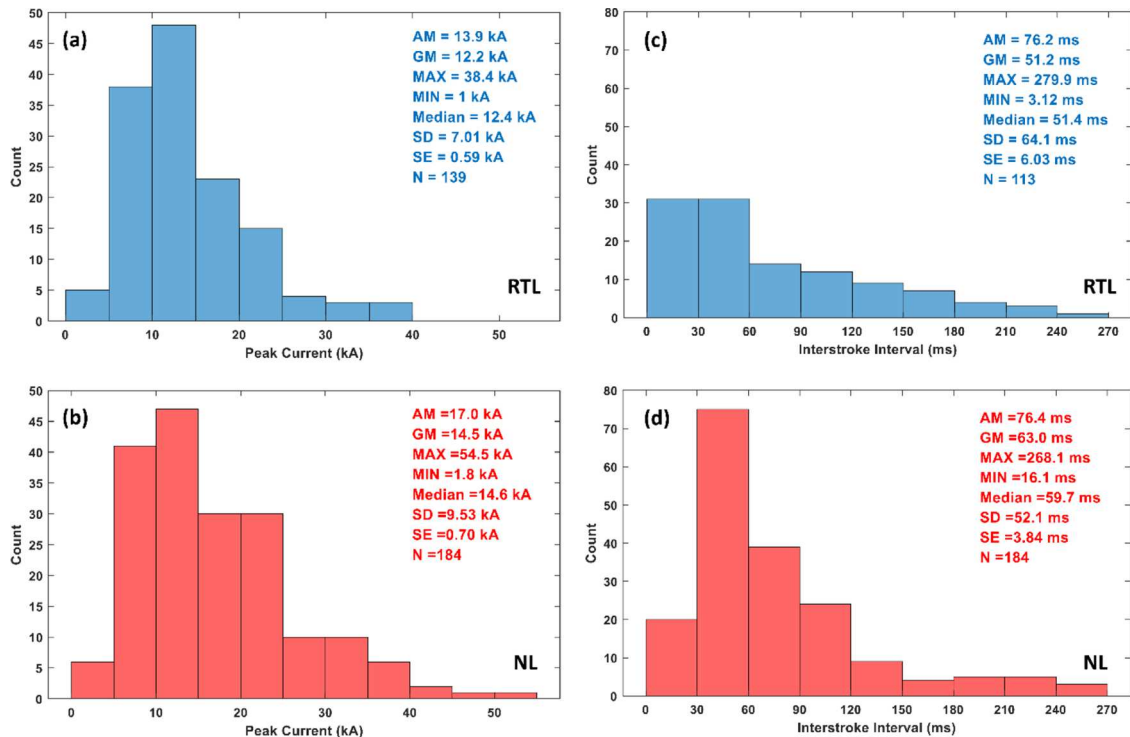 (a)
50
45
40
35
30
25
20
15
10
5
0
Count
AM = 13.9 kA
GM = 12.2 kA
MAX = 38.4 kA
MIN = 1 kA
Median = 12.4 kA
SD = 7.01 kA
SE = 0.59 kA
N = 139
RTL
0 10 20 30 40 50
Peak Current (kA)
(c)
80
70
60
50
40
30
20
10
0
Count
AM = 76.2 ms
GM = 51.2 ms
MAX = 279.9 ms
MIN = 3.12 ms
Median = 51.4 ms
SD = 64.1 ms
SE = 6.03 ms
N = 113
RTL
0 30 60 90 120 150 180 210 240 270
Interstroke Interval (ms)
(b)
50
45
40
35
30
25
20
15
10
5
0
Count
AM =17.0 kA
GM =14.5 kA
MAX =54.5 kA
MIN =1.8 kA
Median =14.6 kA
SD =9.53 kA
SE =0.70 kA
N =184
NL
0 10 20 30 40 50
Peak Current (kA)
(d)
80
70
60
50
40
30
20
10
0
Count
AM =76.4 ms
GM =63.0 ms
MAX =268.1 ms
MIN =16.1 ms
Median =59.7 ms
SD =52.1 ms
SE =3.84 ms
N =184
NL
0 30 60 90 120 150 180 210 240 270
Interstroke Interval (ms)